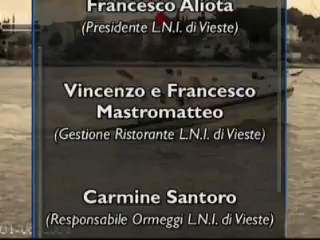 Francesco Aliota
(Presidente L.N.I. di Vieste)
Vincenzo e Francesco
Mastromatteo
(Gestione Ristorante L.N.I. di Vieste)
Carmine Santoro
(Responsabile Ormeggi L.N.I. di Vieste)